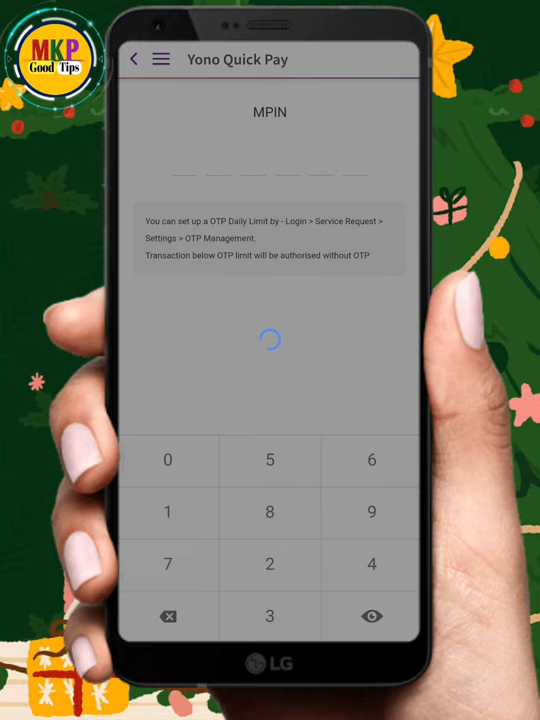 MKP
Good Tips
Yono Quick Pay
MPIN
You can set up a OTP Daily Limit by - Login > Service Request >
Settings > OTP Management.
Transaction below OTP limit will be authorised without OTP
0 5 6
1 8 9
7 2 4
3
LG